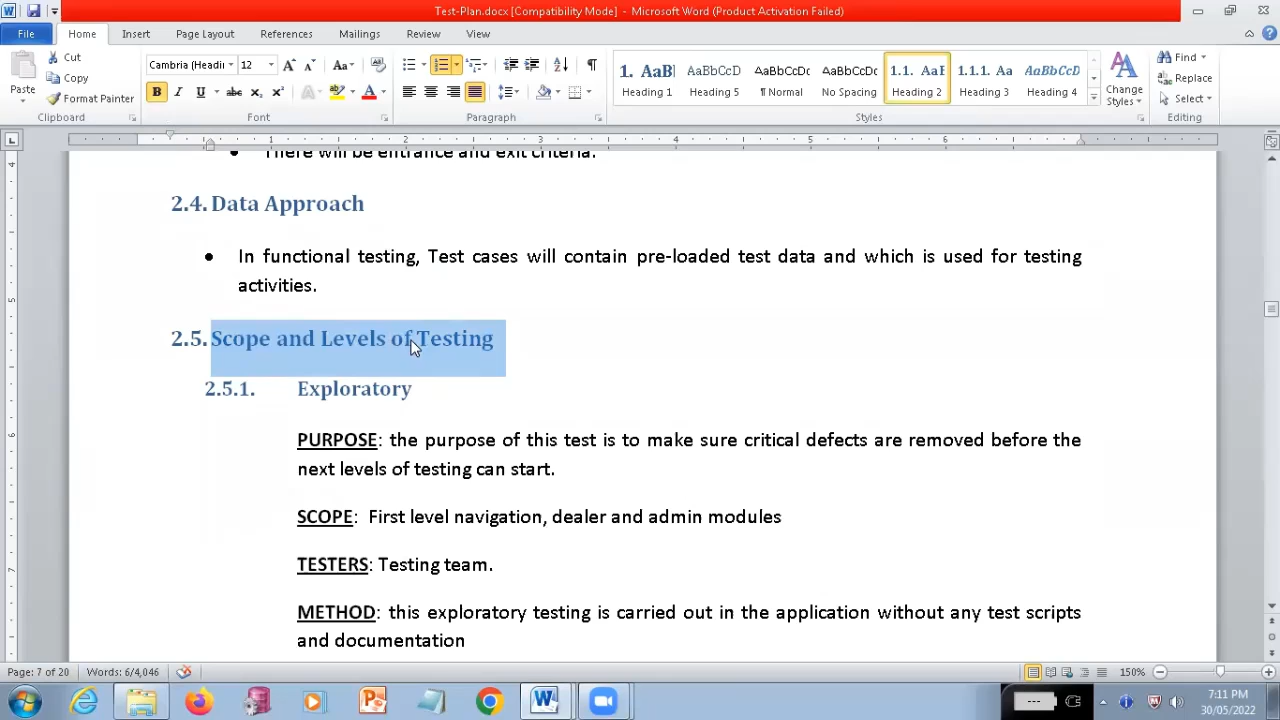 Test-Plan.docx [Compatibility Mode] - Microsoft Word (Product Activation Failed)
File Home Insert Page Layout References Mailings Review View
Paste Cut Copy Format Painter
Cambria (Headi 12
AaBl AaBbCcD AaBbCcDc AaBbCcDc 1.1. AaE 1.1.1. Aa AaBbCcD
1. Heading 1 Heading 5 ¶ Normal No Spacing Heading 2 Heading 3 Heading 4
Change Styles
Find Replace Select
Clipboard Font Paragraph Styles Editing
1 2 3 4 5 6
There will be entrance and exit criteria.
2.4. Data Approach
• In functional testing, Test cases will contain pre-loaded test data and which is used for testing
activities.
2.5. Scope and Levels of Testing
2.5.1. Exploratory
PURPOSE: the purpose of this test is to make sure critical defects are removed before the
next levels of testing can start.
SCOPE: First level navigation, dealer and admin modules
TESTERS: Testing team.
METHOD: this exploratory testing is carried out in the application without any test scripts
and documentation
Page: 7 of 20 Words: 6/4,046 150%
7:11 PM
30/05/2022